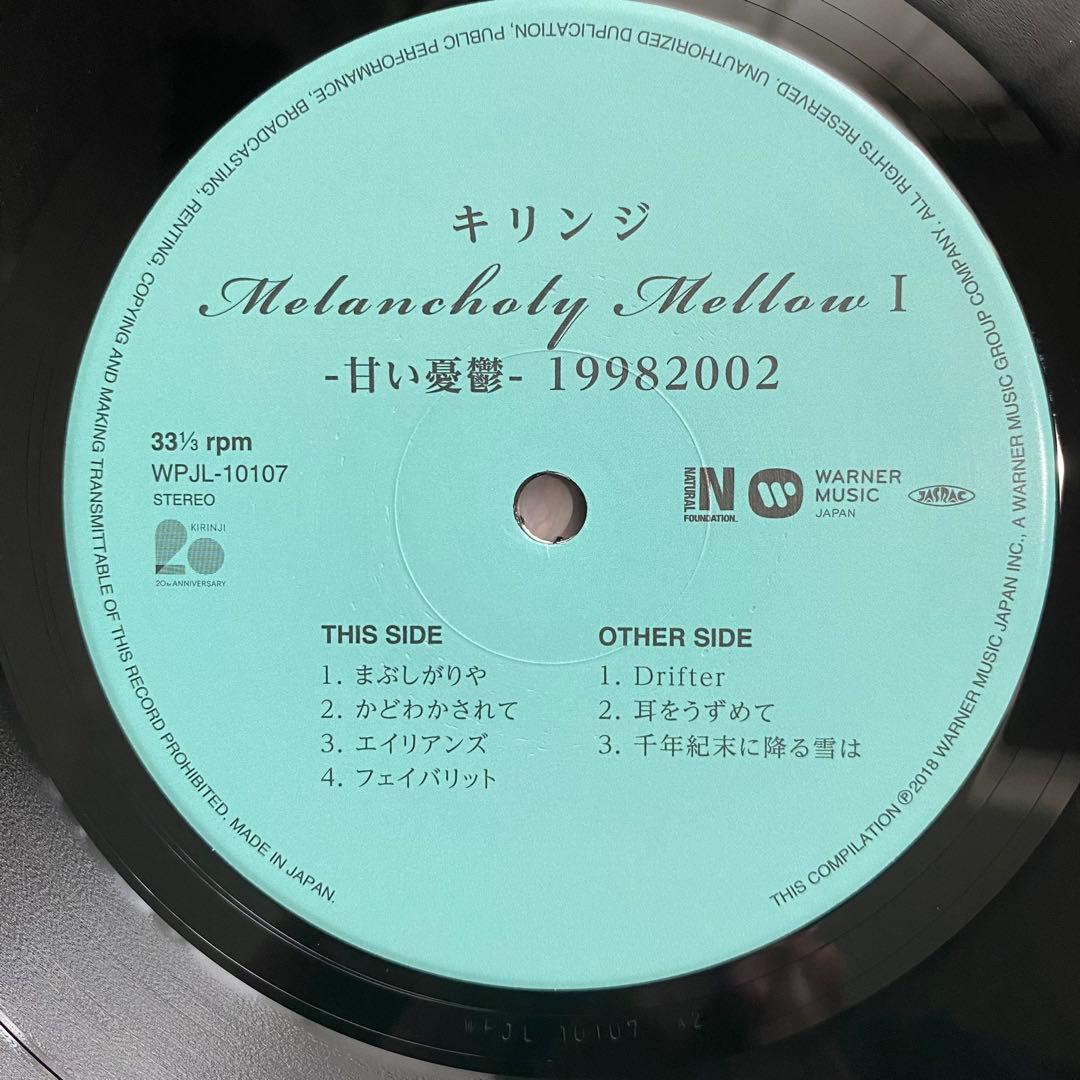 キリンジ
Melancholy Mellow I
-甘い憂鬱- 19982002
33⅓ rpm
WPJL-10107
STEREO
KIRINJI
20
20TH ANNIVERSARY
N
NATURAL
FOUNDATION.
WARNER
MUSIC
JAPAN
JASRAC
THIS SIDE
1. まぶしがりや
2. かどわかされて
3. エイリアンズ
4. フェイバリット
OTHER SIDE
1. Drifter
2. 耳をうずめて
3. 千年紀末に降る雪は
THIS COMPILATION ℗2018 WARNER MUSIC JAPAN INC., A WARNER MUSIC GROUP COMPANY. ALL RIGHTS RESERVED. UNAUTHORIZED DUPLICATION, PUBLIC PERFORMANCE, BROADCASTING, RENTING, COPYING AND MAKING TRANSMITTABLE OF THIS RECORD PROHIBITED. MADE IN JAPAN.
WPJL 10107